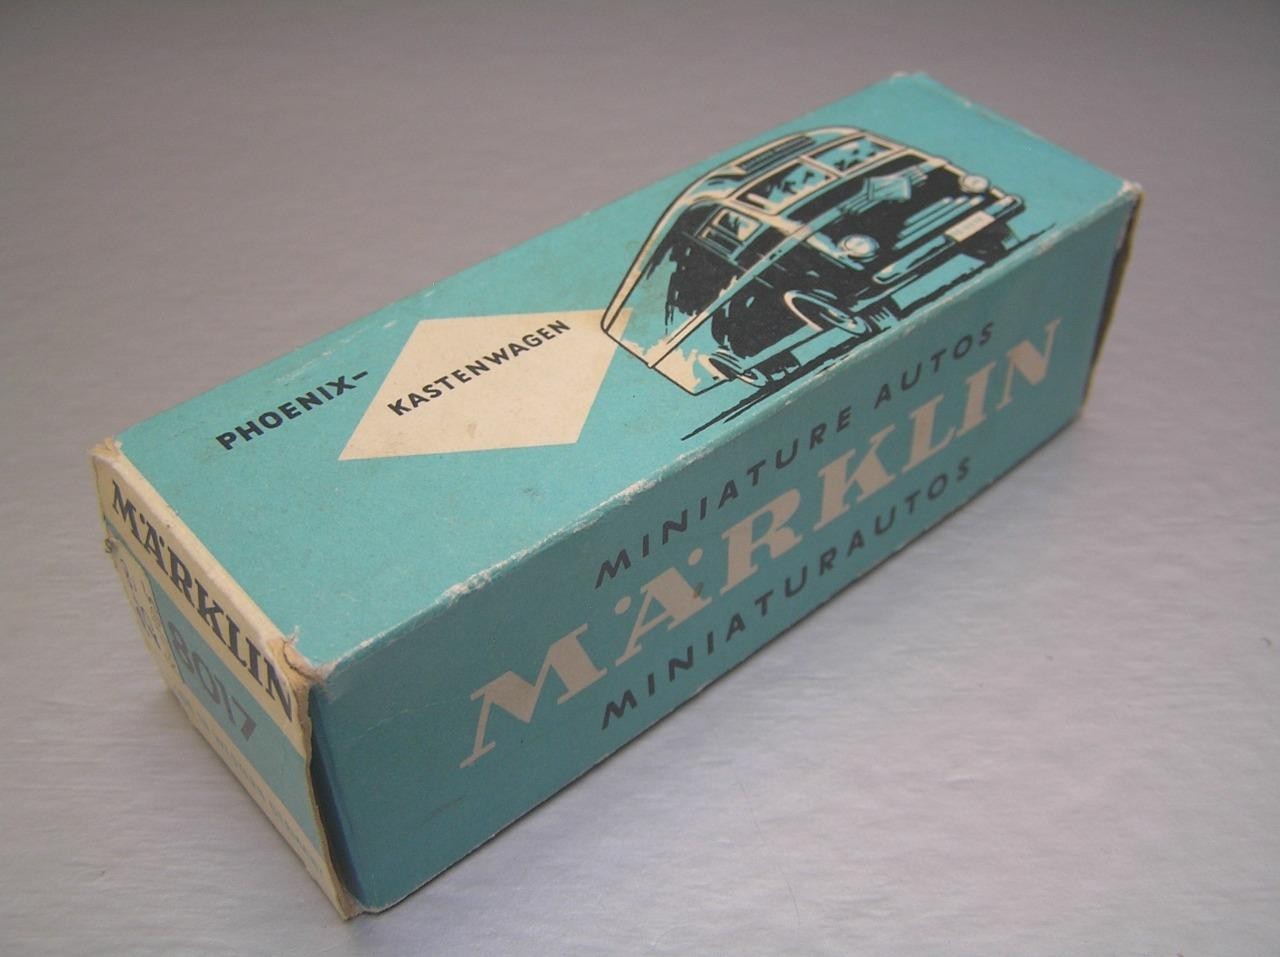 PHOENIX-
KASTENWAGEN
MINIATURE AUTOS
MÄRKLIN
MINIATURAUTOS
MÄRKLIN
8017